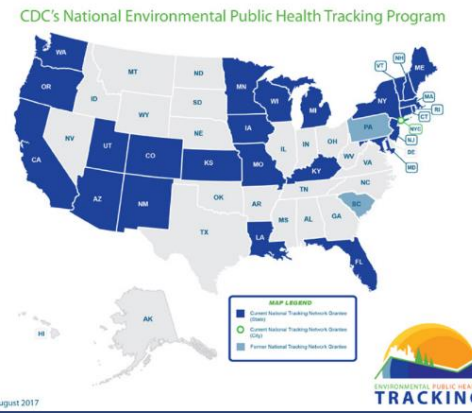 CDC's National Environmental Public Health Tracking Program
WA
MT
ND
MN
ME
VT
NH
OR
ID
SD
WI
MI
NY
MA
WY
RI
CT
IA
NE
PA
NYC
NJ
NV
UT
CO
IL
IN
OH
DE
MD
WV
VA
CA
KS
MO
KY
NC
TN
AZ
NM
OK
AR
SC
MS
AL
GA
TX
LA
FL
AK
HI
MAP LEGEND
Current National Tracking Network Grantee
(State)
Current National Tracking Network Grantee
(City)
Former National Tracking Network Grantee
ENVIRONMENTAL PUBLIC HEA
TRACKING
ugust 2017